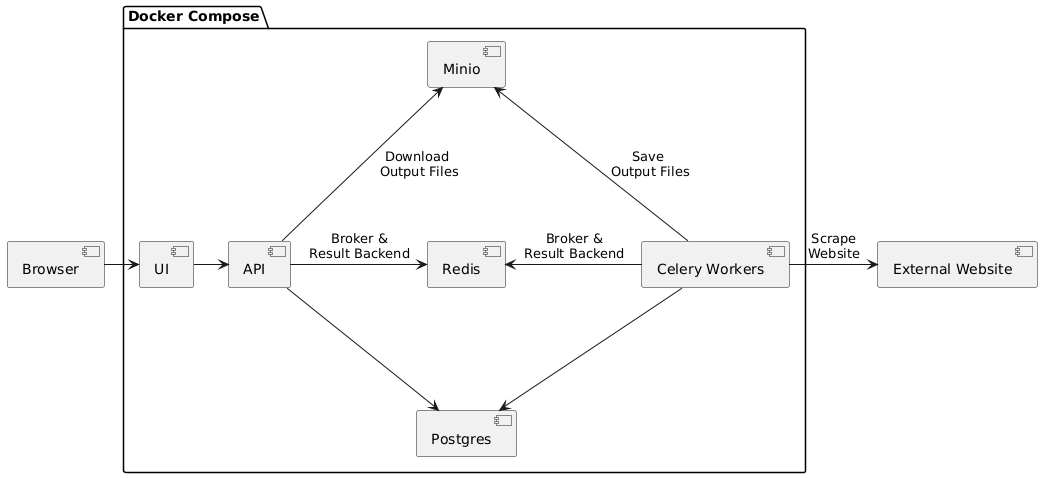 Docker Compose
Minio
Download
Output Files
Save
Output Files
Browser
UI
API
Broker &
Result Backend
Redis
Broker &
Result Backend
Celery Workers
Scrape
Website
External Website
Postgres